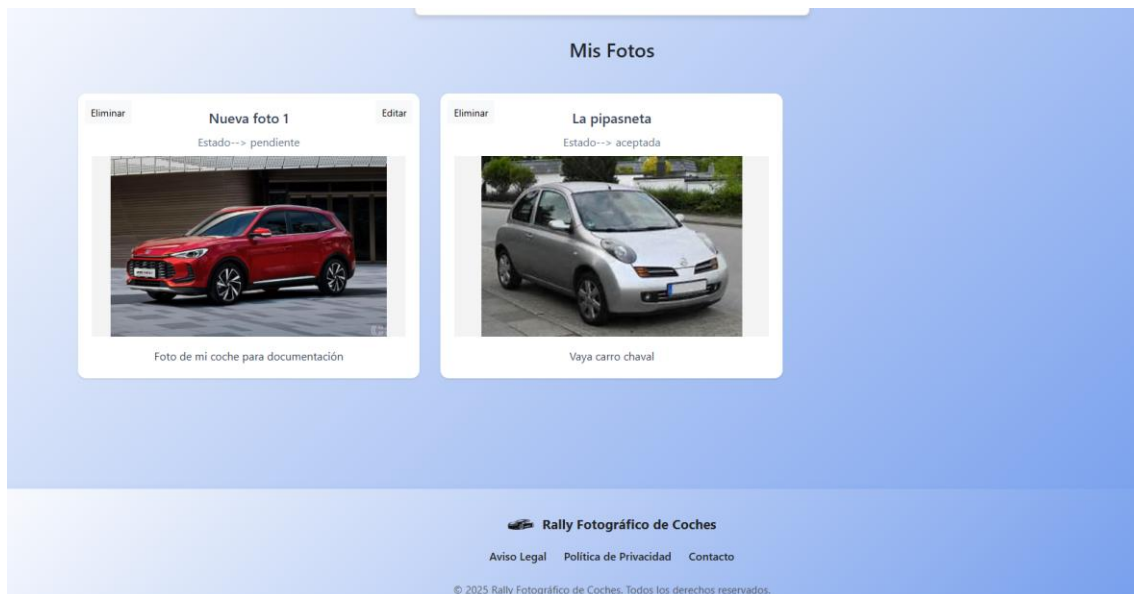 Mis Fotos
Eliminar
Nueva foto 1
Editar
Estado--> pendiente
Foto de mi coche para documentación
Eliminar
La pipasneta
Estado--> aceptada
Vaya carro chaval
Rally Fotográfico de Coches
Aviso Legal Política de Privacidad Contacto
© 2025 Rally Fotográfico de Coches. Todos los derechos reservados.